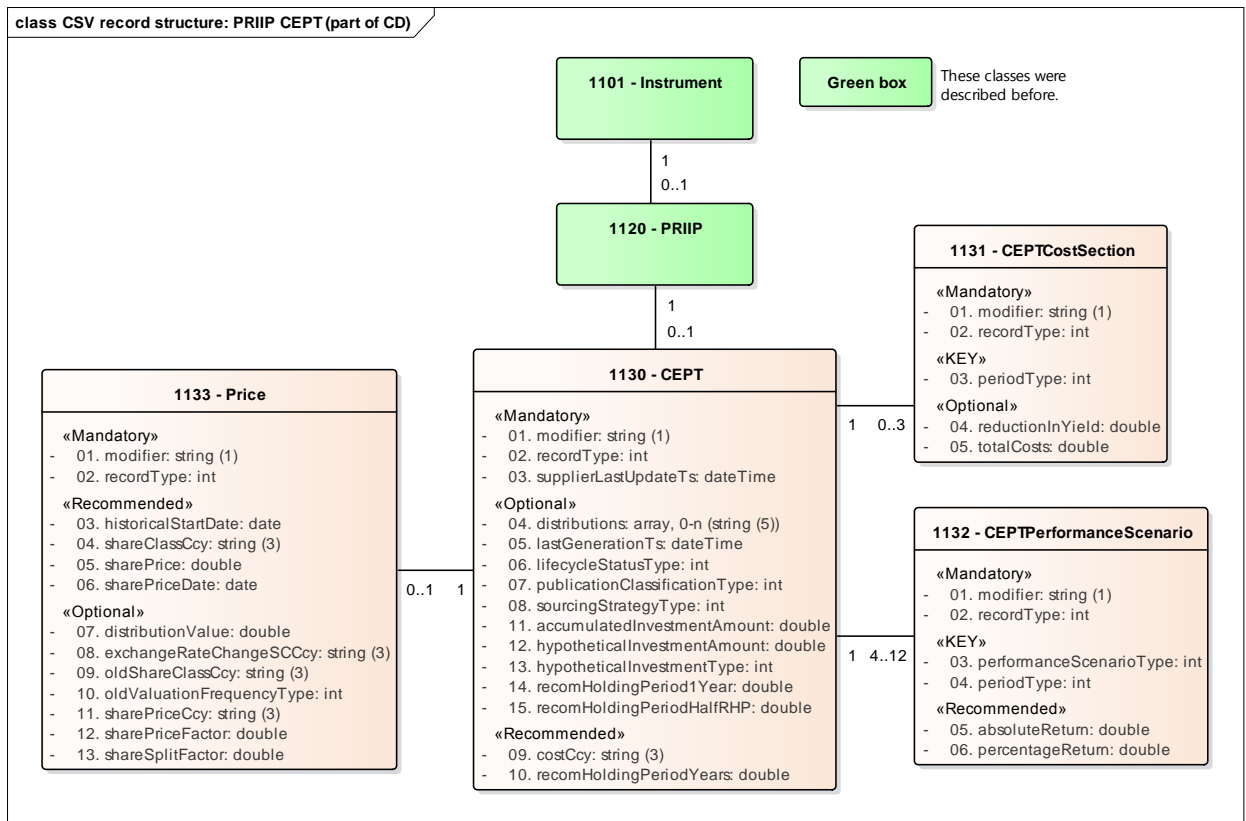 class CSV record structure: PRIIP CEPT (part of CD)
1101 - Instrument
Green box
These classes were
described before.
1
0..1
1120 - PRIIP
1
0..1
1133 - Price
«Mandatory»
- 01. modifier: string (1)
- 02. recordType: int
«Recommended»
- 03. historicalStartDate: date
- 04. shareClassCcy: string (3)
- 05. sharePrice: double
- 06. sharePriceDate: date
«Optional»
- 07. distributionValue: double
- 08. exchangeRateChangeSCCcy: string (3)
- 09. oldShareClassCcy: string (3)
- 10. oldValuationFrequencyType: int
- 11. sharePriceCcy: string (3)
- 12. sharePriceFactor: double
- 13. shareSplitFactor: double
0..1 1
1130 - CEPT
«Mandatory»
- 01. modifier: string (1)
- 02. recordType: int
- 03. supplierLastUpdateTs: dateTime
«Optional»
- 04. distributions: array, 0-n (string (5))
- 05. lastGenerationTs: dateTime
- 06. lifecycleStatusType: int
- 07. publicationClassificationType: int
- 08. sourcingStrategyType: int
- 11. accumulatedInvestmentAmount: double
- 12. hypotheticalInvestmentAmount: double
- 13. hypotheticalInvestmentType: int
- 14. recomHoldingPeriod1Year: double
- 15. recomHoldingPeriodHalfRHP: double
«Recommended»
- 09. costCcy: string (3)
- 10. recomHoldingPeriodYears: double
1 0..3
1131 - CEPTCostSection
«Mandatory»
- 01. modifier: string (1)
- 02. recordType: int
«KEY»
- 03. periodType: int
«Optional»
- 04. reductionInYield: double
- 05. totalCosts: double
1 4..12
1132 - CEPTPerformanceScenario
«Mandatory»
- 01. modifier: string (1)
- 02. recordType: int
«KEY»
- 03. performanceScenarioType: int
- 04. periodType: int
«Recommended»
- 05. absoluteReturn: double
- 06. percentageReturn: double